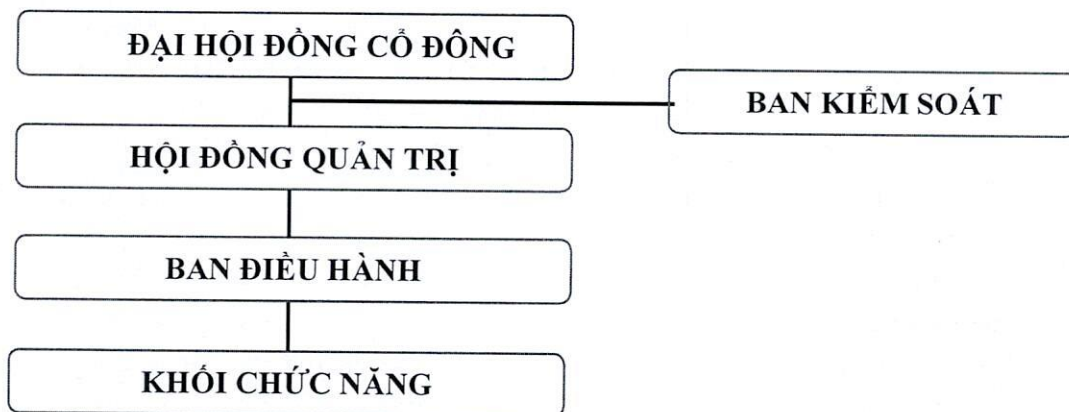 ĐẠI HỘI ĐỒNG CỔ ĐÔNG
BAN KIỂM SOÁT
HỘI ĐỒNG QUẢN TRỊ
BAN ĐIỀU HÀNH
KHỐI CHỨC NĂNG